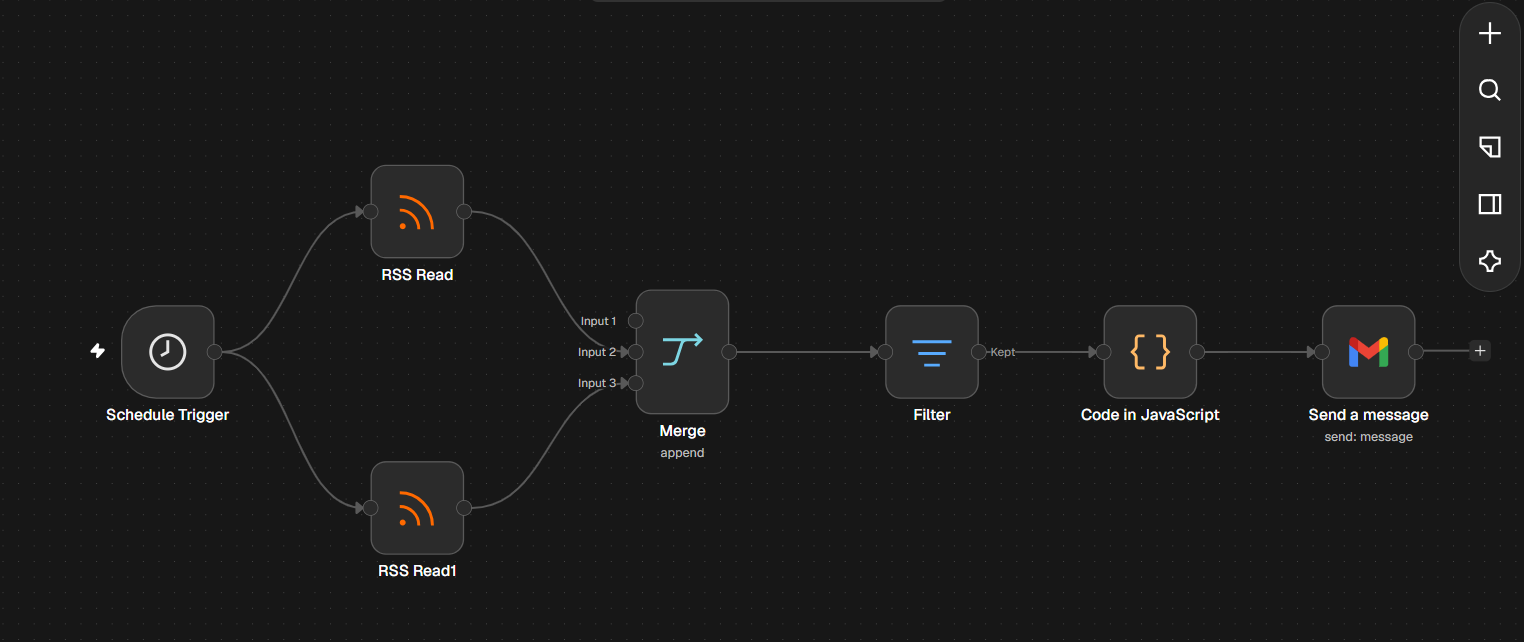 RSS Read
Schedule Trigger
Input 1
Input 2
Input 3
Merge
append
Kept
Filter
Code in JavaScript
Send a message
send: message
RSS Read1